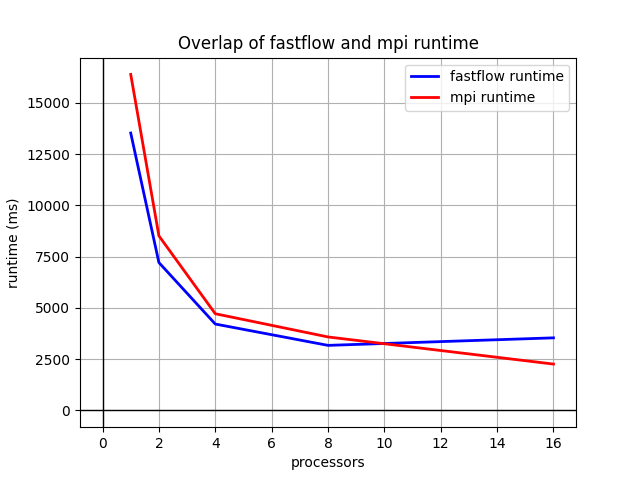 Overlap of fastflow and mpi runtime
fastflow runtime
mpi runtime
15000
12500
10000
7500
5000
2500
0
runtime (ms)
0 2 4 6 8 10 12 14 16
processors